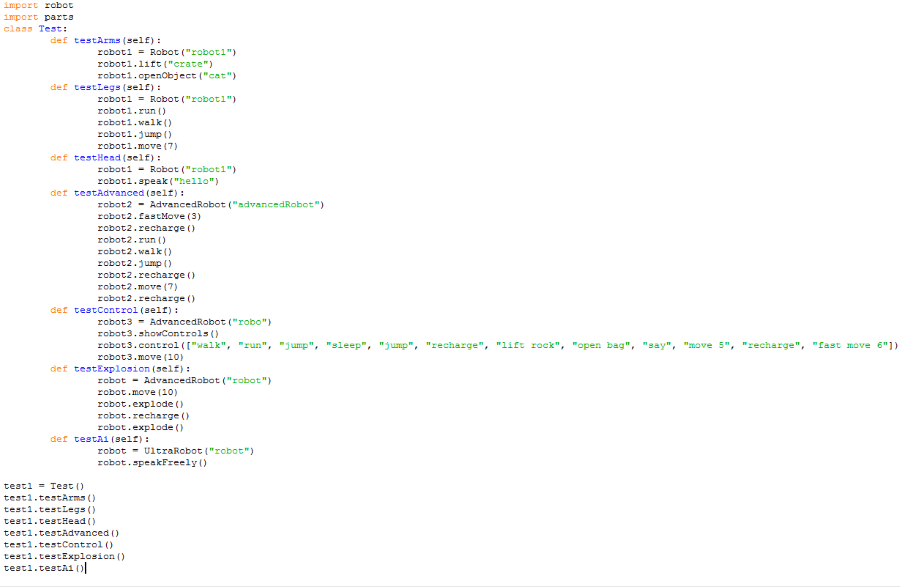 import robot
import parts
class Test:
        def testArms(self):
                robot1 = Robot("robot1")
                robot1.lift("crate")
                robot1.openObject("cat")
        def testLegs(self):
                robot1 = Robot("robot1")
                robot1.run()
                robot1.walk()
                robot1.jump()
                robot1.move(7)
        def testHead(self):
                robot1 = Robot("robot1")
                robot1.speak("hello")
        def testAdvanced(self):
                robot2 = AdvancedRobot("advancedRobot")
                robot2.fastMove(3)
                robot2.recharge()
                robot2.run()
                robot2.walk()
                robot2.jump()
                robot2.recharge()
                robot2.move(7)
                robot2.recharge()
        def testControl(self):
                robot3 = AdvancedRobot("robo")
                robot3.showControls()
                robot3.control(["walk", "run", "jump", "sleep", "jump", "recharge", "lift rock", "open bag", "say", "move 5", "recharge", "fast move 6"])
                robot3.move(10)
        def testExplosion(self):
                robot = AdvancedRobot("robot")
                robot.move(10)
                robot.explode()
                robot.recharge()
                robot.explode()
        def testAi(self):
                robot = UltraRobot("robot")
                robot.speakFreely()

test1 = Test()
test1.testArms()
test1.testLegs()
test1.testHead()
test1.testAdvanced()
test1.testControl()
test1.testExplosion()
test1.testAi()